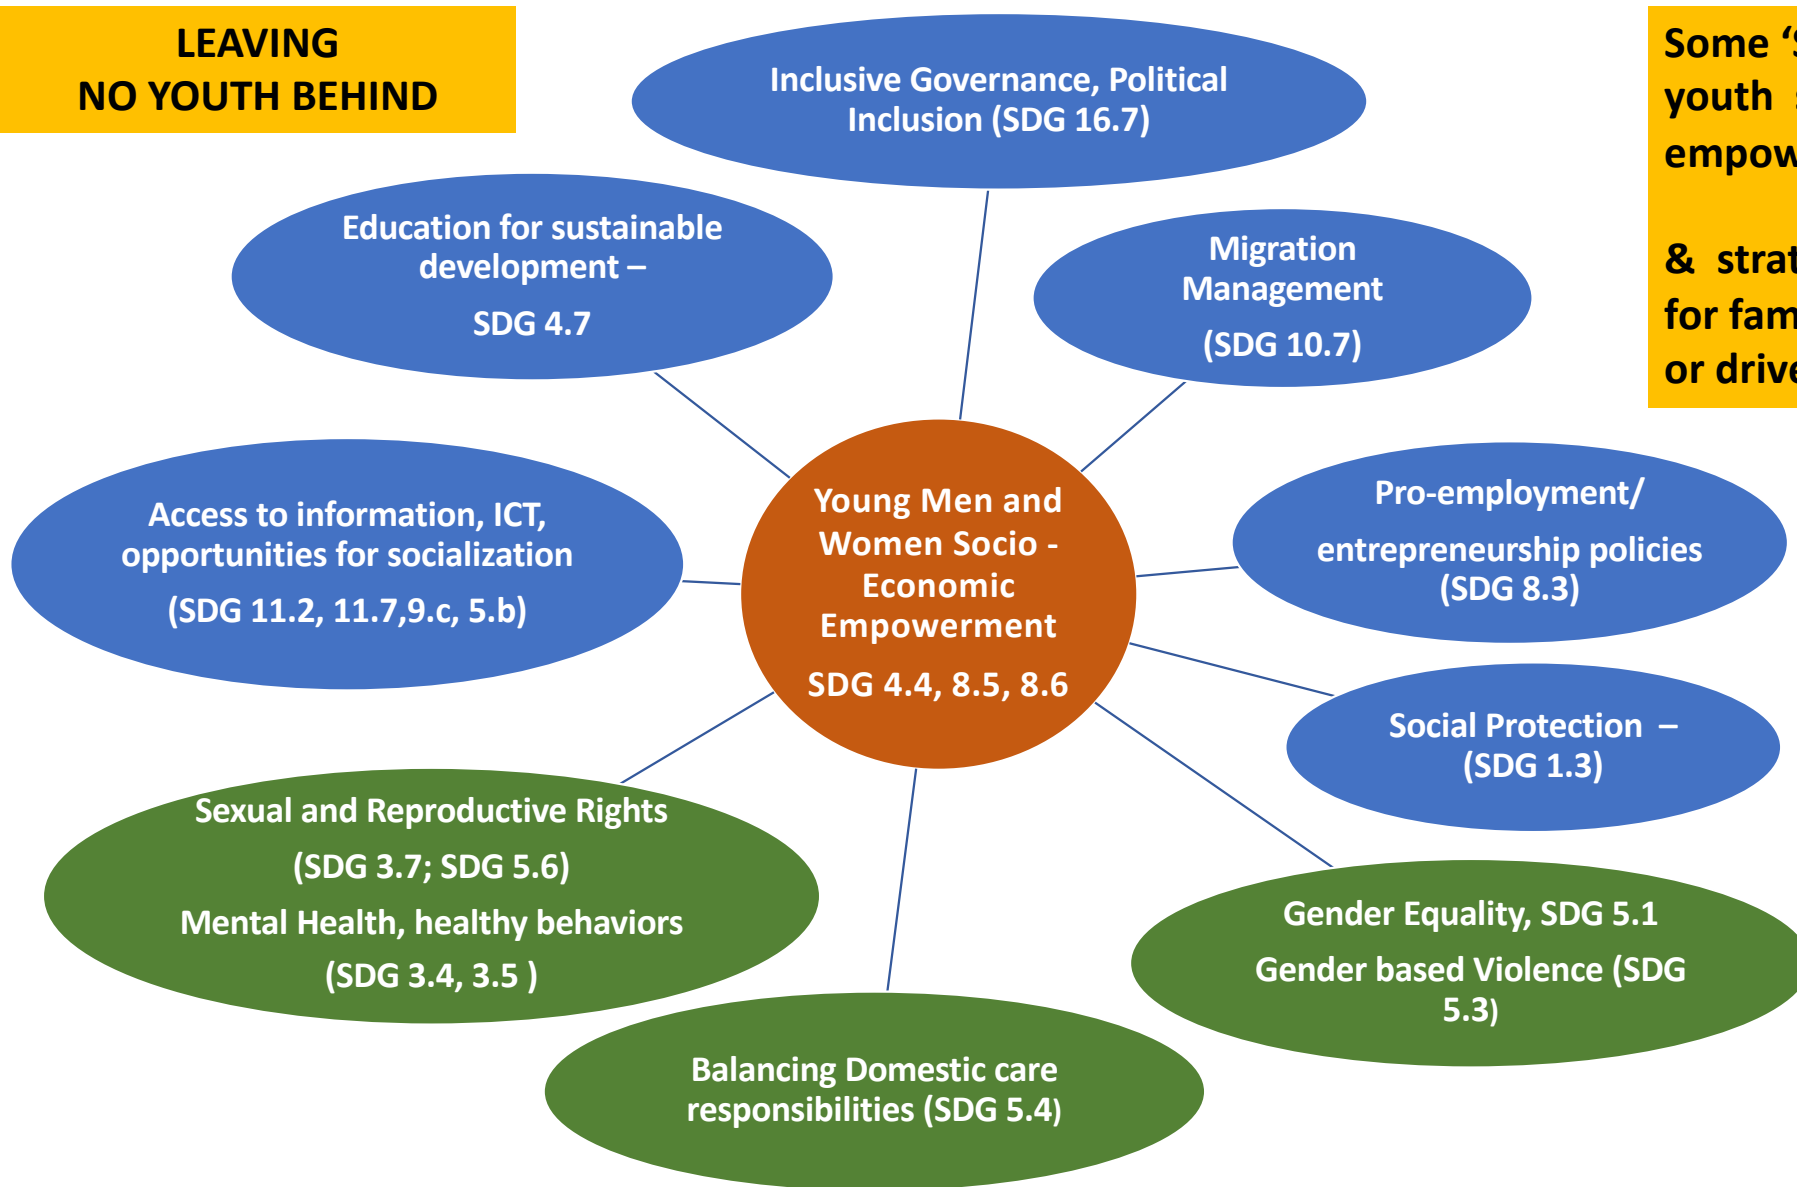 LEAVING
NO YOUTH BEHIND
Inclusive Governance, Political
Inclusion (SDG 16.7)
Some
youth
& 
for
or
Education for sustainable
development –
SDG 4.7
Migration
Management
(SDG 10.7)
Access to information, ICT,
opportunities for socialization
(SDG 11.2, 11.7,9.c, 5.b)
Young Men and
Women Socio -
Economic
Empowerment
SDG 4.4, 8.5, 8.6
Pro-employment/
entrepreneurship policies
(SDG 8.3)
Social Protection –
(SDG 1.3)
Sexual and Reproductive Rights
(SDG 3.7; SDG 5.6)
Mental Health, healthy behaviors
(SDG 3.4, 3.5 )
Gender Equality, SDG 5.1
Gender based Violence (SDG
5.3)
Balancing Domestic care
responsibilities (SDG 5.4)